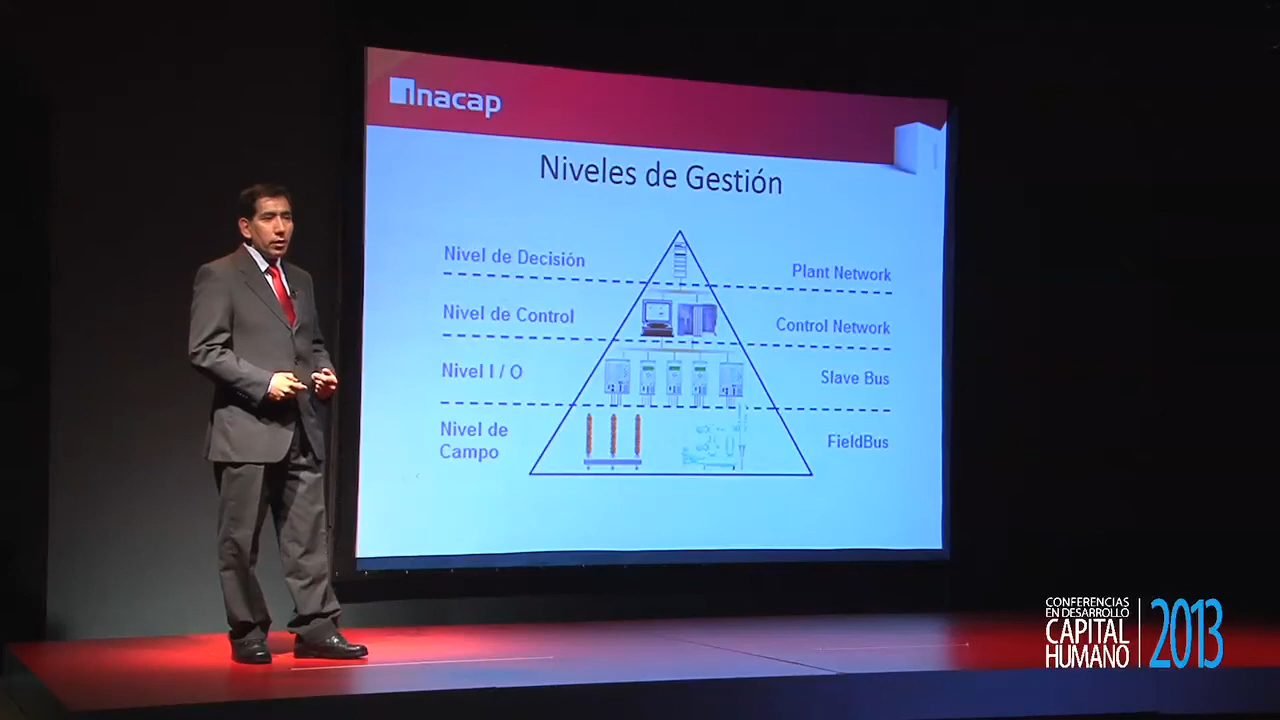 Inacap
Niveles de Gestión
Nivel de Decisión
Plant Network
Nivel de Control
Control Network
Nivel I / O
Slave Bus
Nivel de
Campo
FieldBus
CONFERENCIAS
EN DESARROLLO
CAPITAL
HUMANO
2013